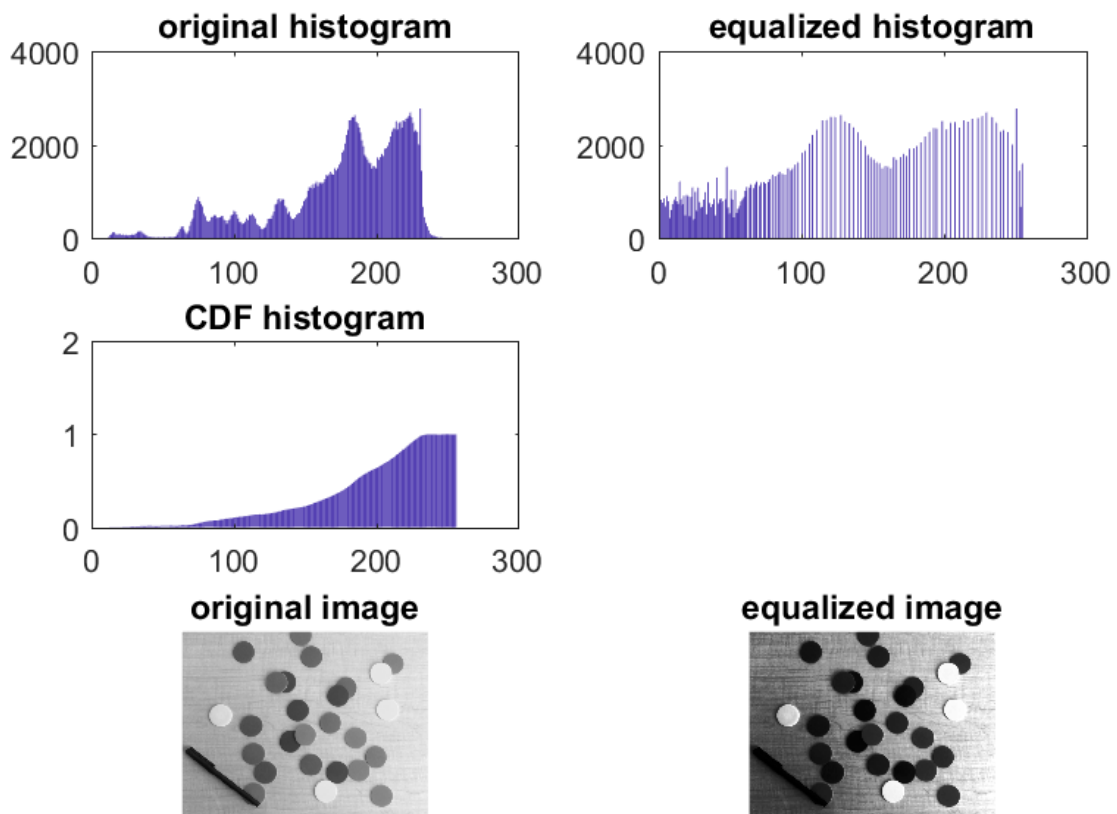 original histogram
4000
2000
0
0 100 200 300
equalized histogram
4000
2000
0
0 100 200 300
CDF histogram
2
1
0
0 100 200 300
original image
equalized image